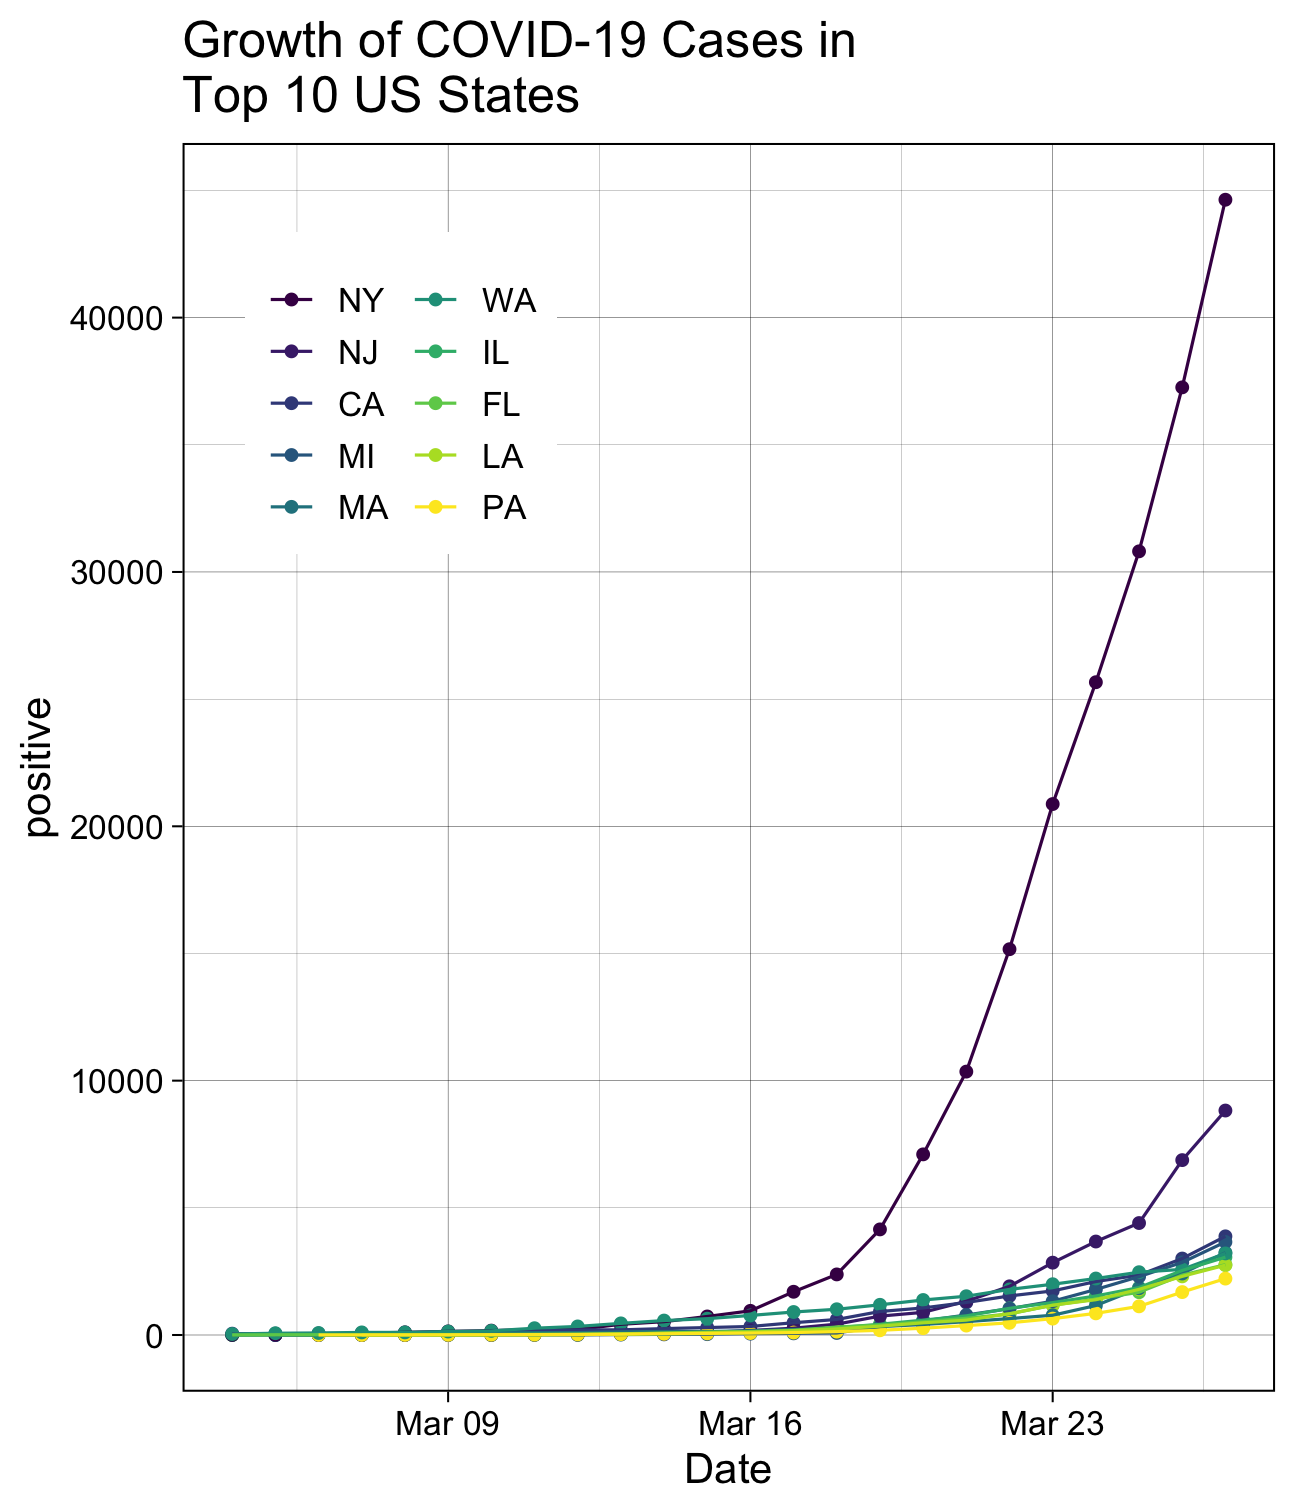 Growth of COVID-19 Cases in
Top 10 US States
NY WA
NJ IL
CA FL
MI LA
MA PA
40000
30000
20000
10000
0
positive
Mar 09 Mar 16 Mar 23
Date